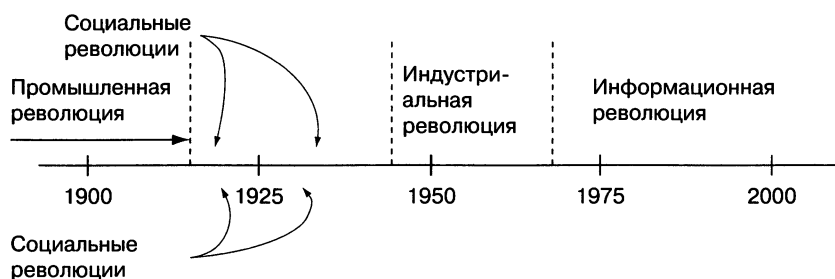 Социальные
революции
Промышленная
революция
Индустри-
альная
революция
Информационная
революция
1900
1925
1950
1975
2000
Социальные
революции